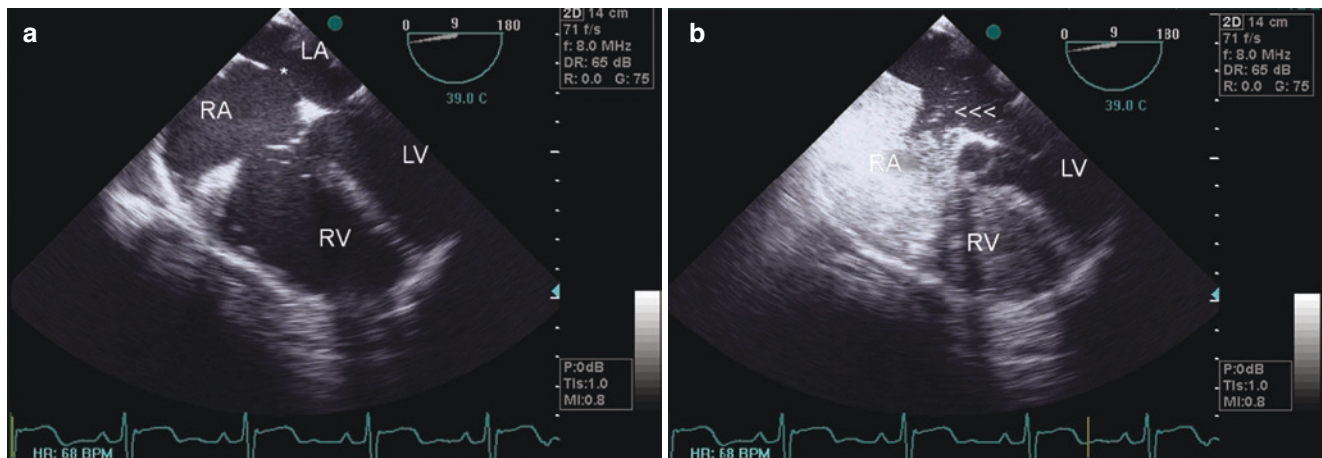 a
LA
*
RA
LV
RV
0 9 180
39.0 C
2D 14 cm
71 f/s
f: 8.0 MHz
DR: 65 dB
R: 0.0 G: 75
P:0dB
TIs:1.0
MI:0.8
HR: 68 BPM
b
<<<
RA
LV
RV
0 9 180
39.0 C
2D 14 cm
71 f/s
f: 8.0 MHz
DR: 65 dB
R: 0.0 G: 75
P:0dB
TIs:1.0
MI:0.8
HR: 68 BPM